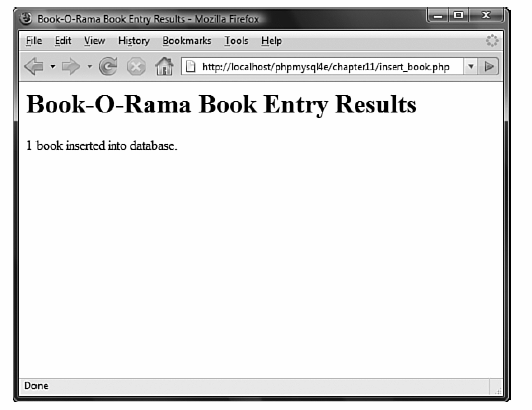 Book-O-Rama Book Entry Results - Mozilla Firefox
File Edit View History Bookmarks Tools Help
http://localhost/phpmysql4e/chapter11/insert_book.php
Book-O-Rama Book Entry Results
1 book inserted into database.
Done